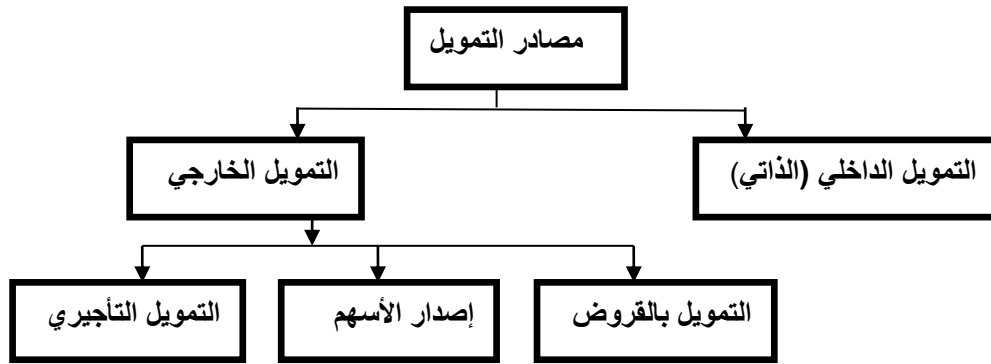 مصادر التمويل
التمويل الداخلي (الذاتي)
التمويل الخارجي
التمويل بالقروض
إصدار الأسهم
التمويل التأجيري